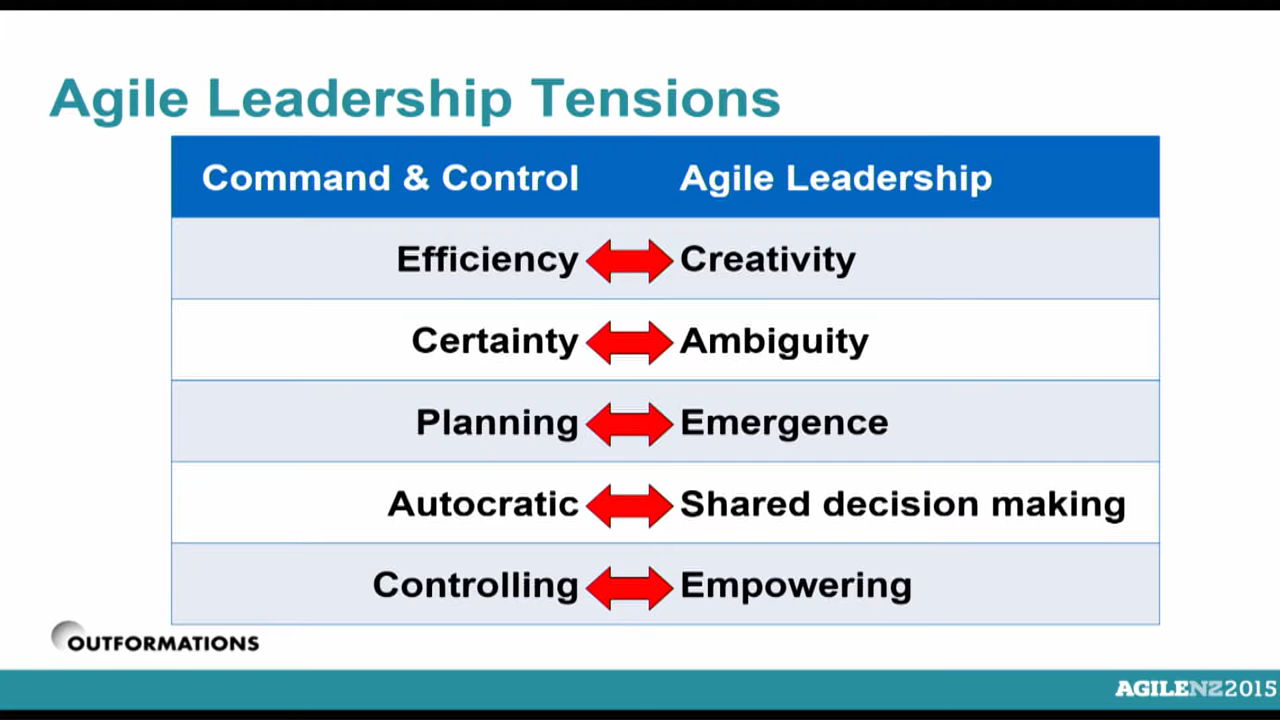 Agile Leadership Tensions
Command & Control Agile Leadership
Efficiency Creativity
Certainty Ambiguity
Planning Emergence
Autocratic Shared decision making
Controlling Empowering
OUTFORMATIONS
AGILENZ2015